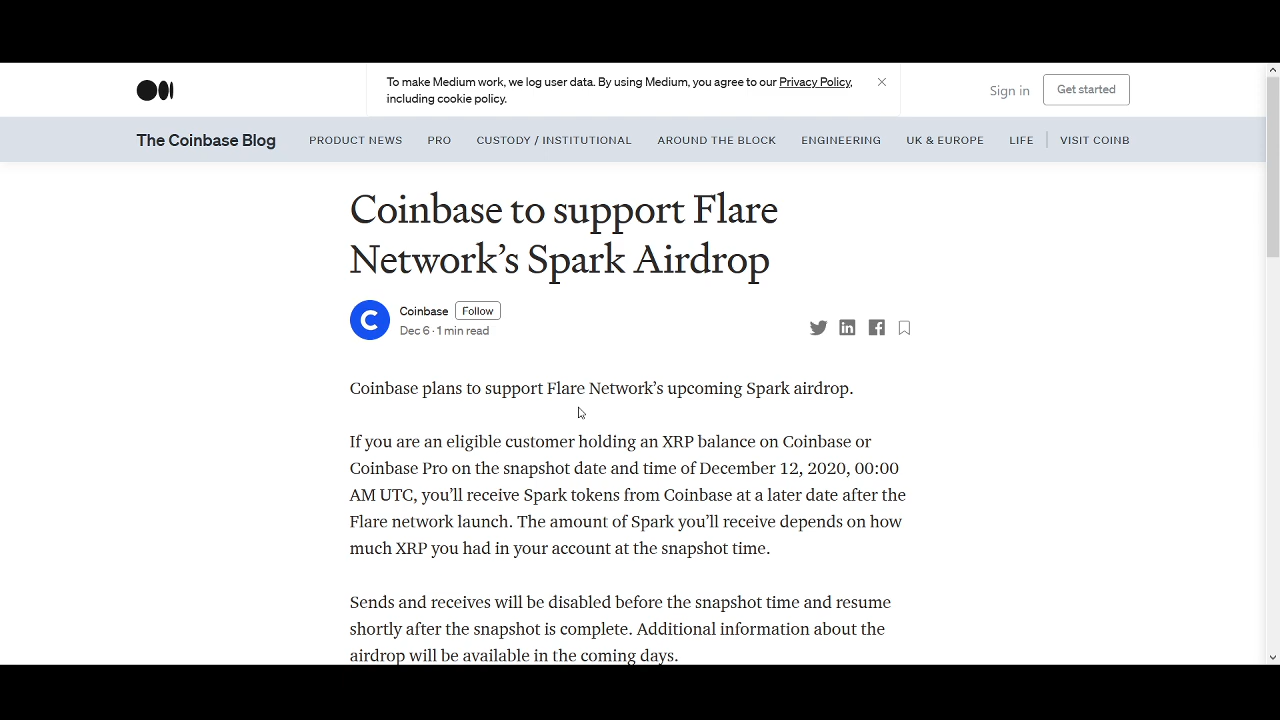 To make Medium work, we log user data. By using Medium, you agree to our Privacy Policy,
including cookie policy.
Sign in
Get started
The Coinbase Blog
PRODUCT NEWS
PRO
CUSTODY / INSTITUTIONAL
AROUND THE BLOCK
ENGINEERING
UK & EUROPE
LIFE
VISIT COINB
Coinbase to support Flare
Network’s Spark Airdrop
Coinbase
Follow
Dec 6 · 1 min read
Coinbase plans to support Flare Network’s upcoming Spark airdrop.
If you are an eligible customer holding an XRP balance on Coinbase or
Coinbase Pro on the snapshot date and time of December 12, 2020, 00:00
AM UTC, you’ll receive Spark tokens from Coinbase at a later date after the
Flare network launch. The amount of Spark you’ll receive depends on how
much XRP you had in your account at the snapshot time.
Sends and receives will be disabled before the snapshot time and resume
shortly after the snapshot is complete. Additional information about the
airdrop will be available in the coming days.